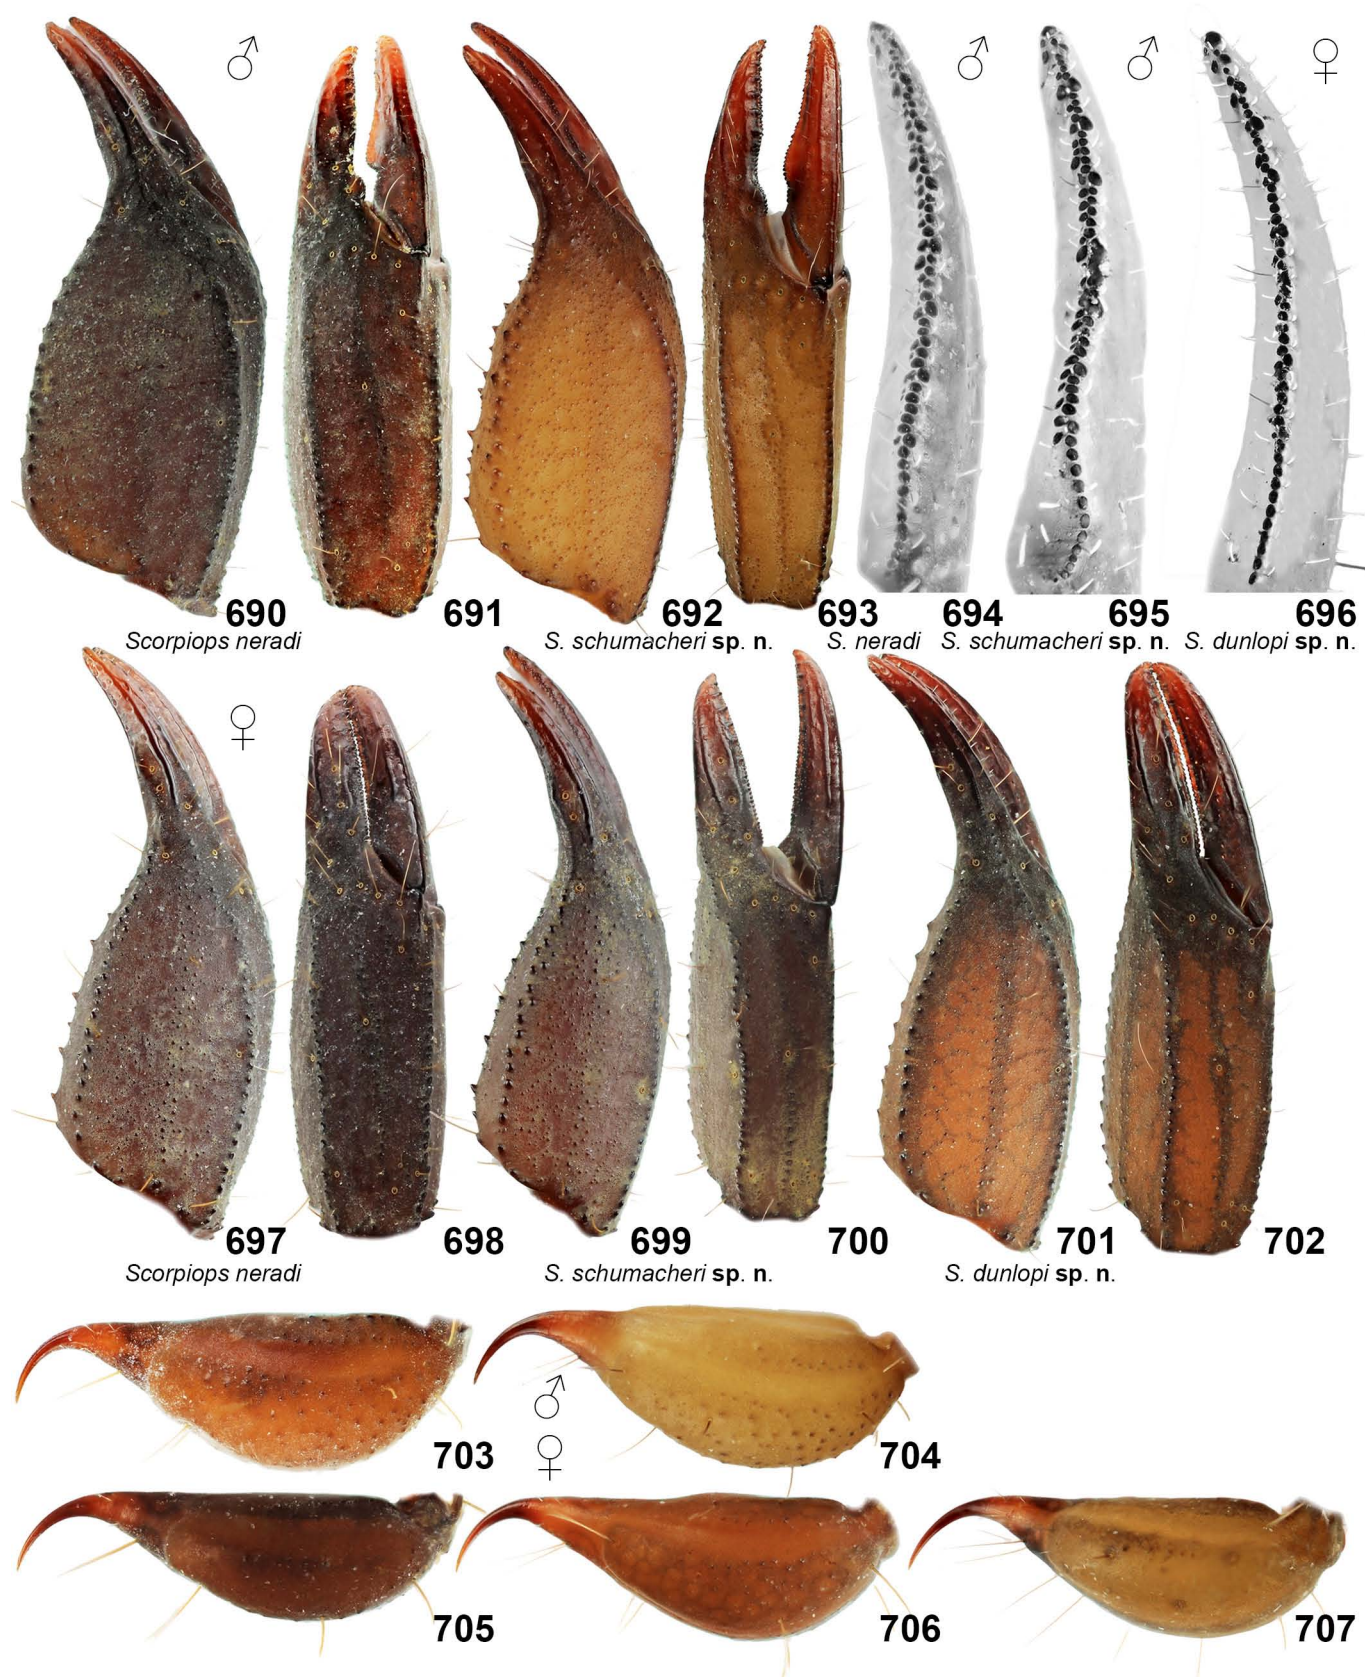 ♂ ♂ ♂ ♀
690 691 692 693 694 695 696
Scorpiops neradi S. schumacheri sp. n. S. neradi S. schumacheri sp. n. S. dunlopi sp. n.
♀
697 698 699 700 701 702
Scorpiops neradi S. schumacheri sp. n. S. dunlopi sp. n.
♂
703 704
♀
705 706 707